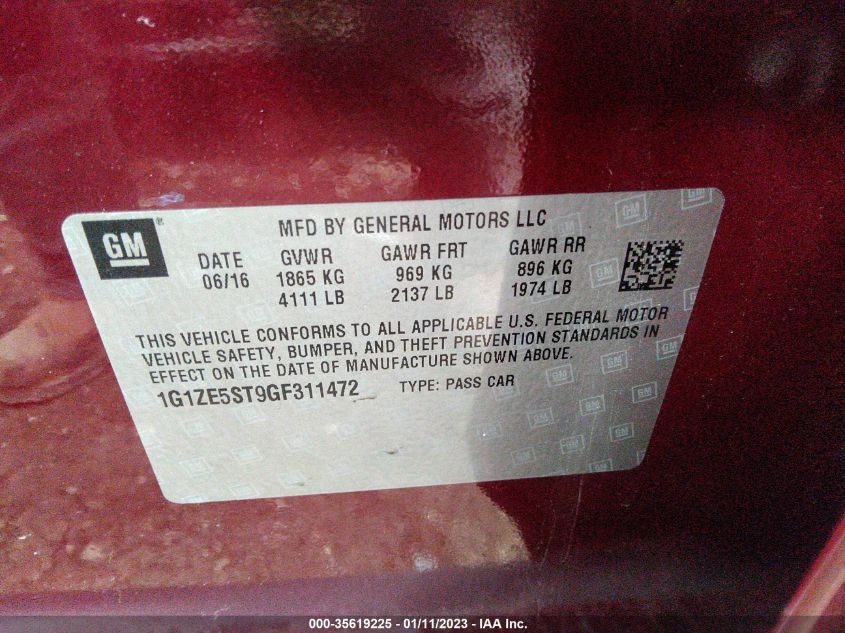 GM ®
MFD BY GENERAL MOTORS LLC
DATE GVWR GAWR FRT GAWR RR
06/16 1865 KG 969 KG 896 KG
4111 LB 2137 LB 1974 LB
THIS VEHICLE CONFORMS TO ALL APPLICABLE U.S. FEDERAL MOTOR
VEHICLE SAFETY, BUMPER, AND THEFT PREVENTION STANDARDS IN
EFFECT ON THE DATE OF MANUFACTURE SHOWN ABOVE.
1G1ZE5ST9GF311472 TYPE: PASS CAR
000-35619225 - 01/11/2023 - IAA Inc.